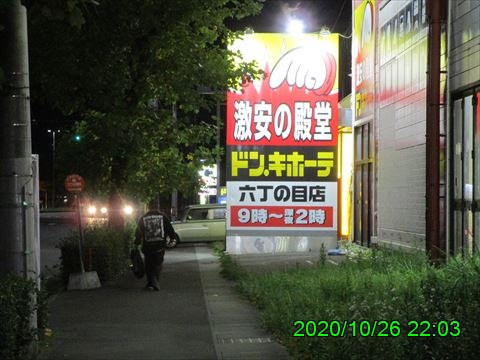 激安の殿堂
ドン.キホーテ
六丁の目店
9時～深夜2時
2020/10/26 22:03